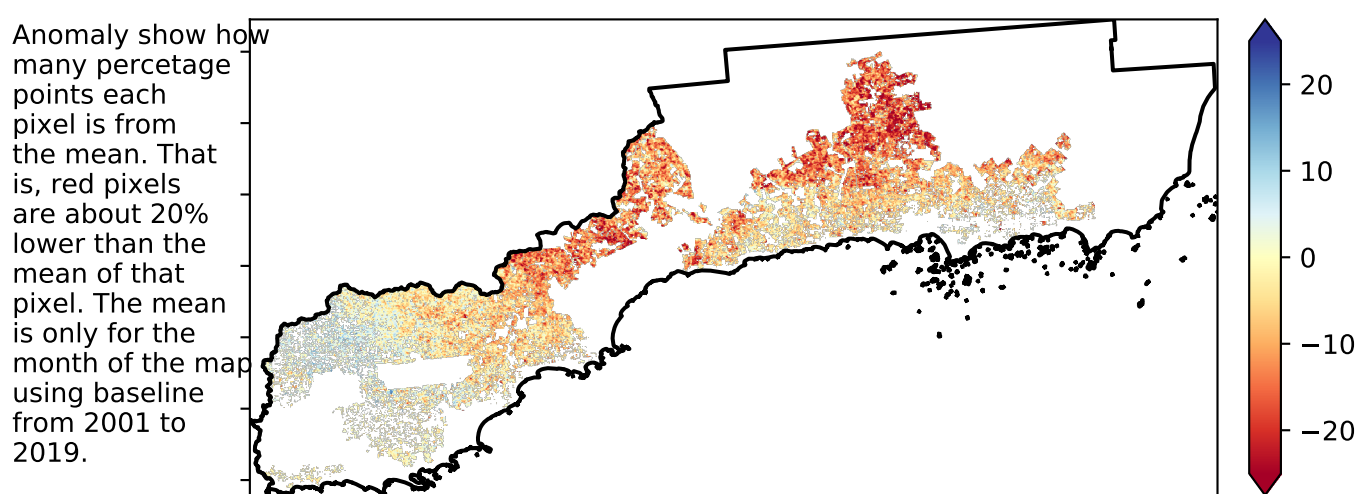 Anomaly show how
many percetage
points each
pixel is from
the mean. That
is, red pixels
are about 20%
lower than the
mean of that
pixel. The mean
is only for the
month of the map
using baseline
from 2001 to
2019.
20
10
0
−10
−20